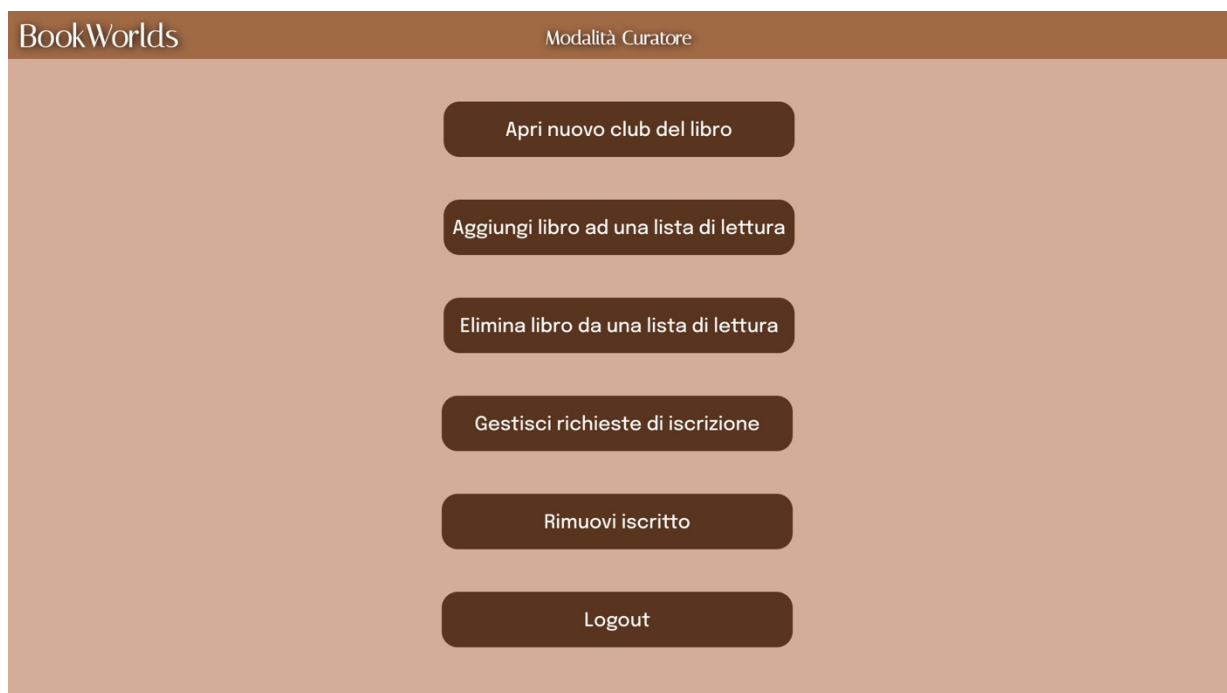 BookWorlds
Modalità Curatore
Apri nuovo club del libro
Aggiungi libro ad una lista di lettura
Elimina libro da una lista di lettura
Gestisci richieste di iscrizione
Rimuovi iscritto
Logout